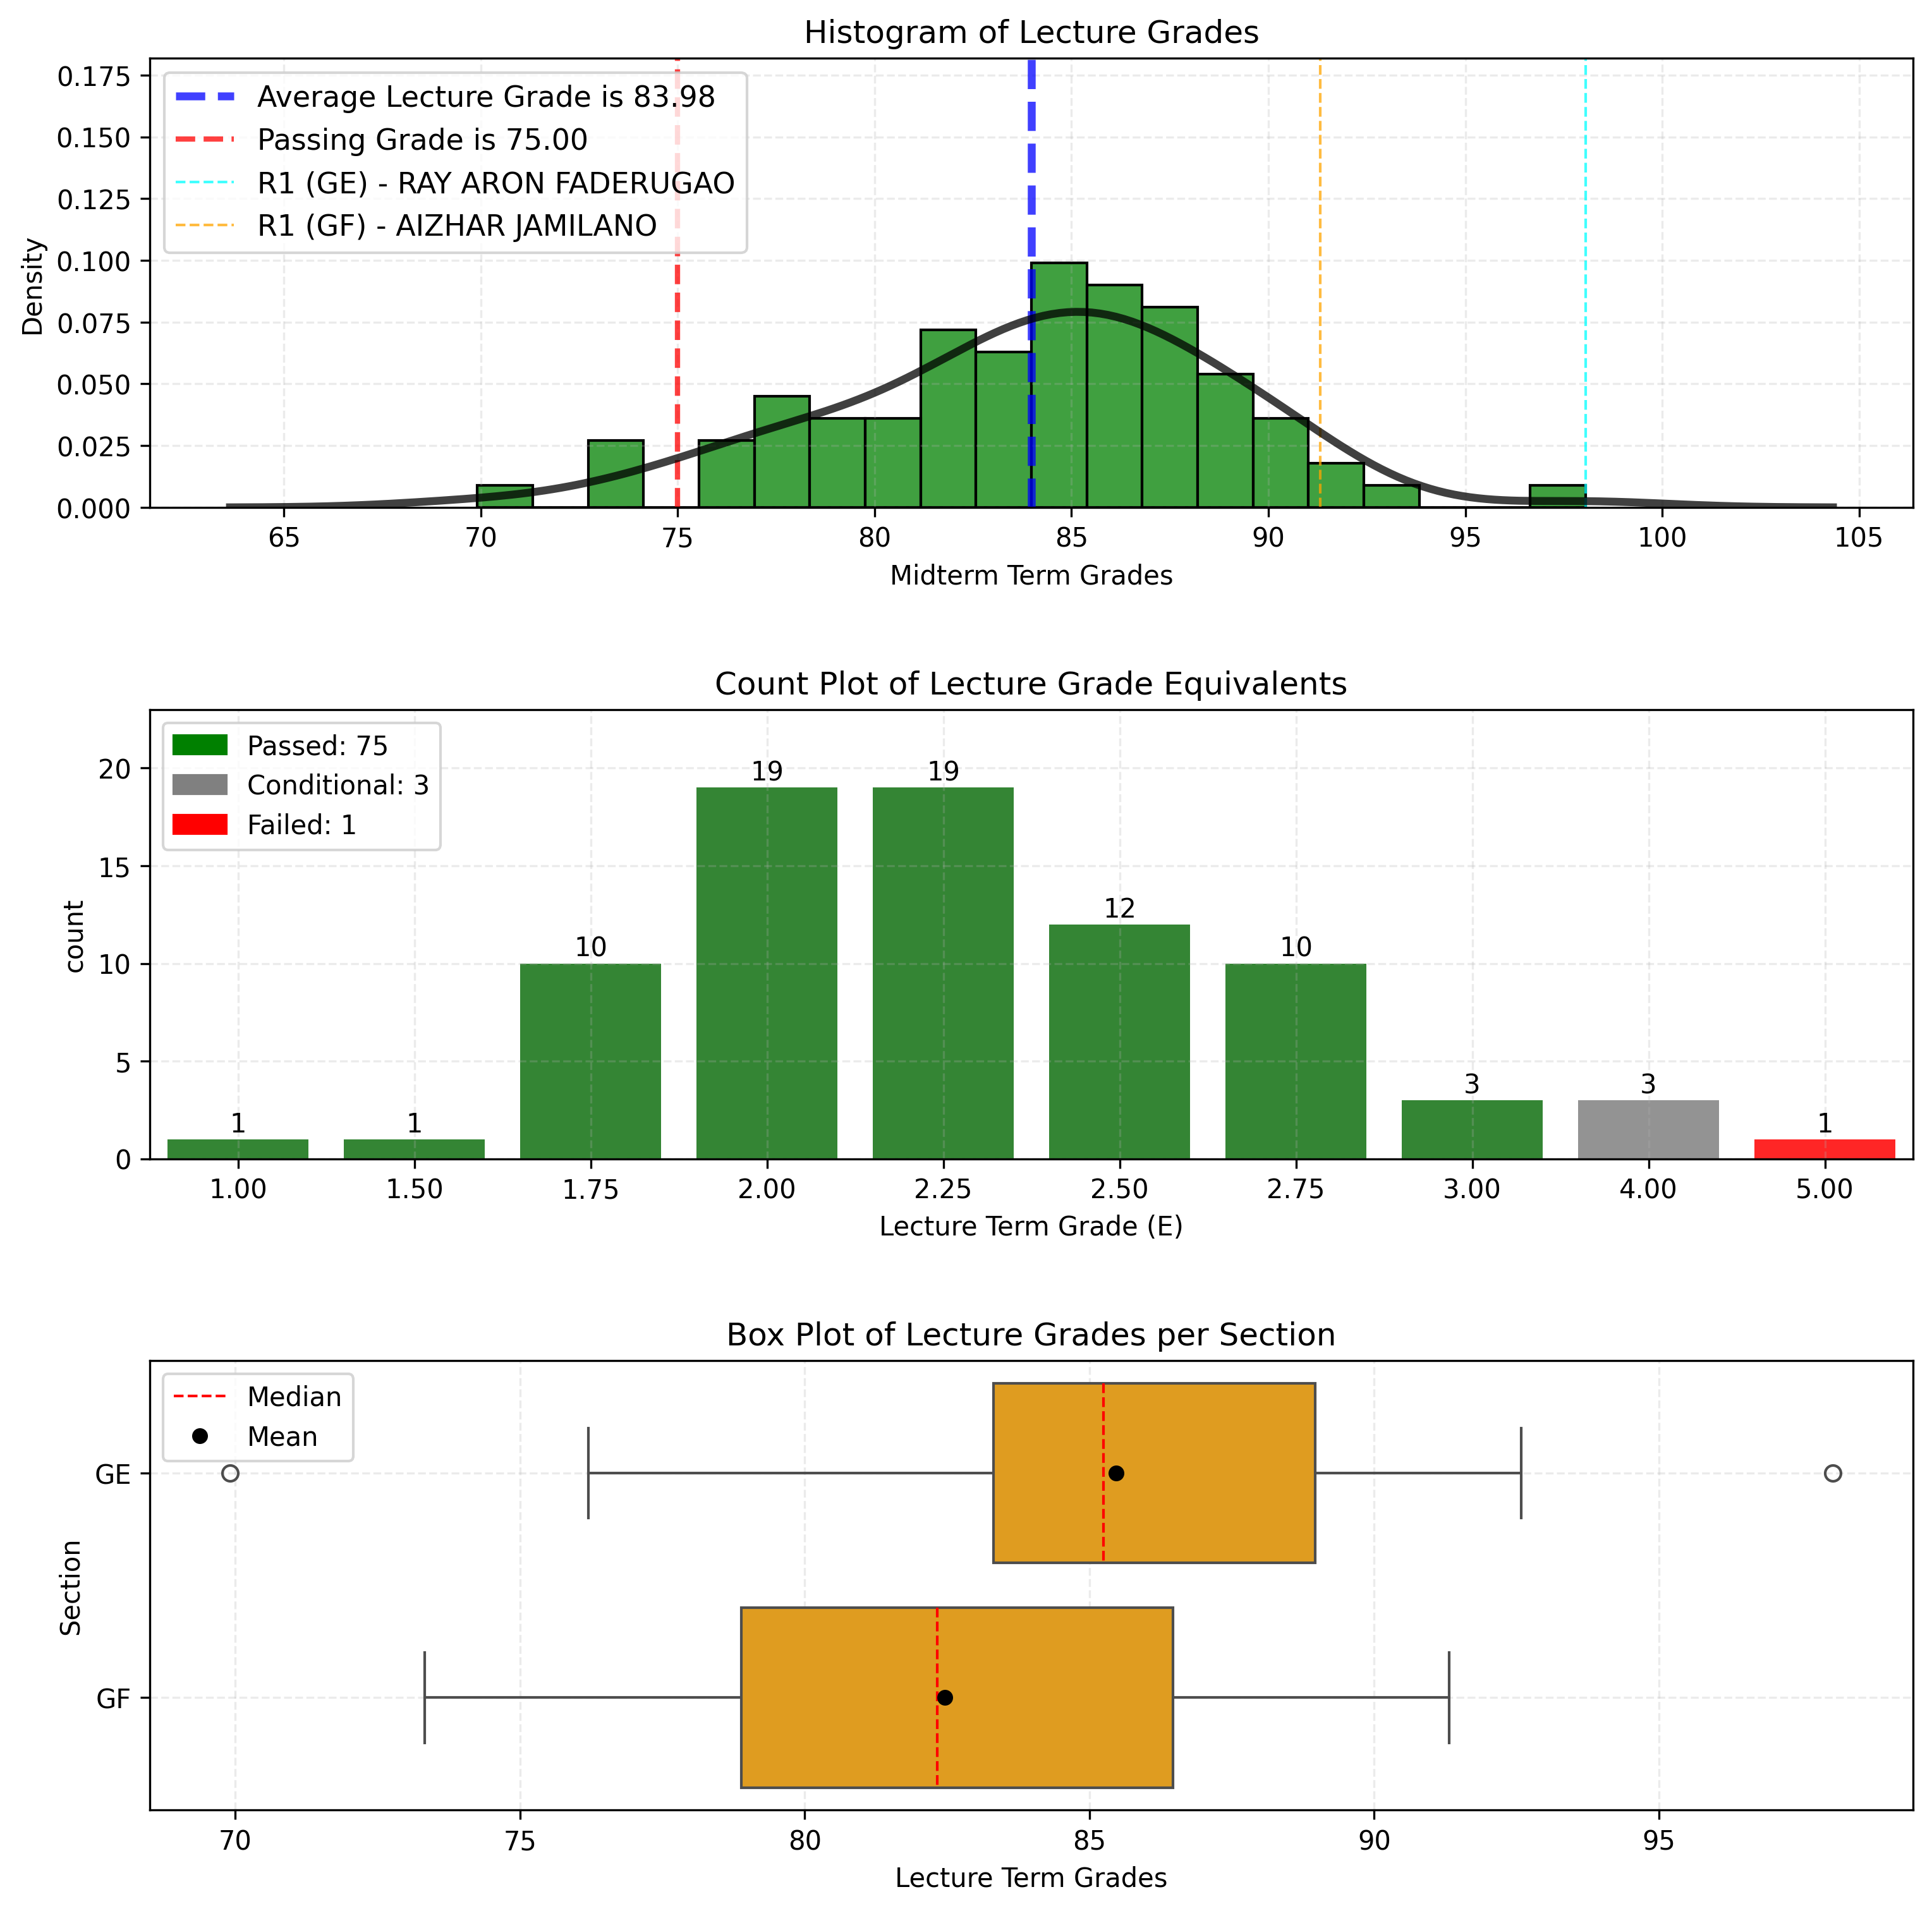 Histogram of Lecture Grades
Average Lecture Grade is 83.98
Passing Grade is 75.00
R1 (GE) - RAY ARON FADERUGAO
R1 (GF) - AIZHAR JAMILANO
Density
0.175
0.150
0.125
0.100
0.075
0.050
0.025
0.000
65 70 75 80 85 90 95 100 105
Midterm Term Grades
Count Plot of Lecture Grade Equivalents
Passed: 75
Conditional: 3
Failed: 1
count
20
15
10
5
0
1 1 10 19 19 12 10 3 3 1
1.00 1.50 1.75 2.00 2.25 2.50 2.75 3.00 4.00 5.00
Lecture Term Grade (E)
Box Plot of Lecture Grades per Section
Median
Mean
Section
GE
GF
70 75 80 85 90 95
Lecture Term Grades